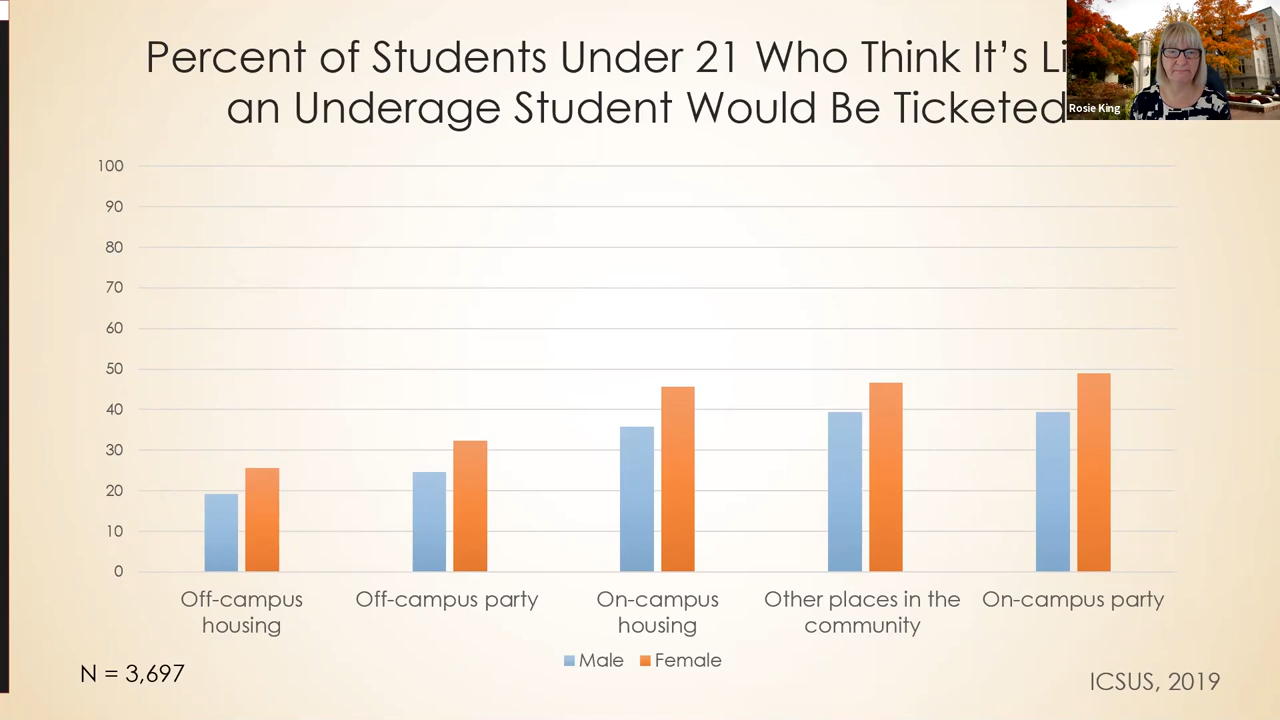 Percent of Students Under 21 Who Think It's Li
an Underage Student Would Be Ticketed
Rosie King
100
90
80
70
60
50
40
30
20
10
0
Off-campus housing
Off-campus party
On-campus housing
Other places in the community
On-campus party
Male Female
N = 3,697
ICSUS, 2019